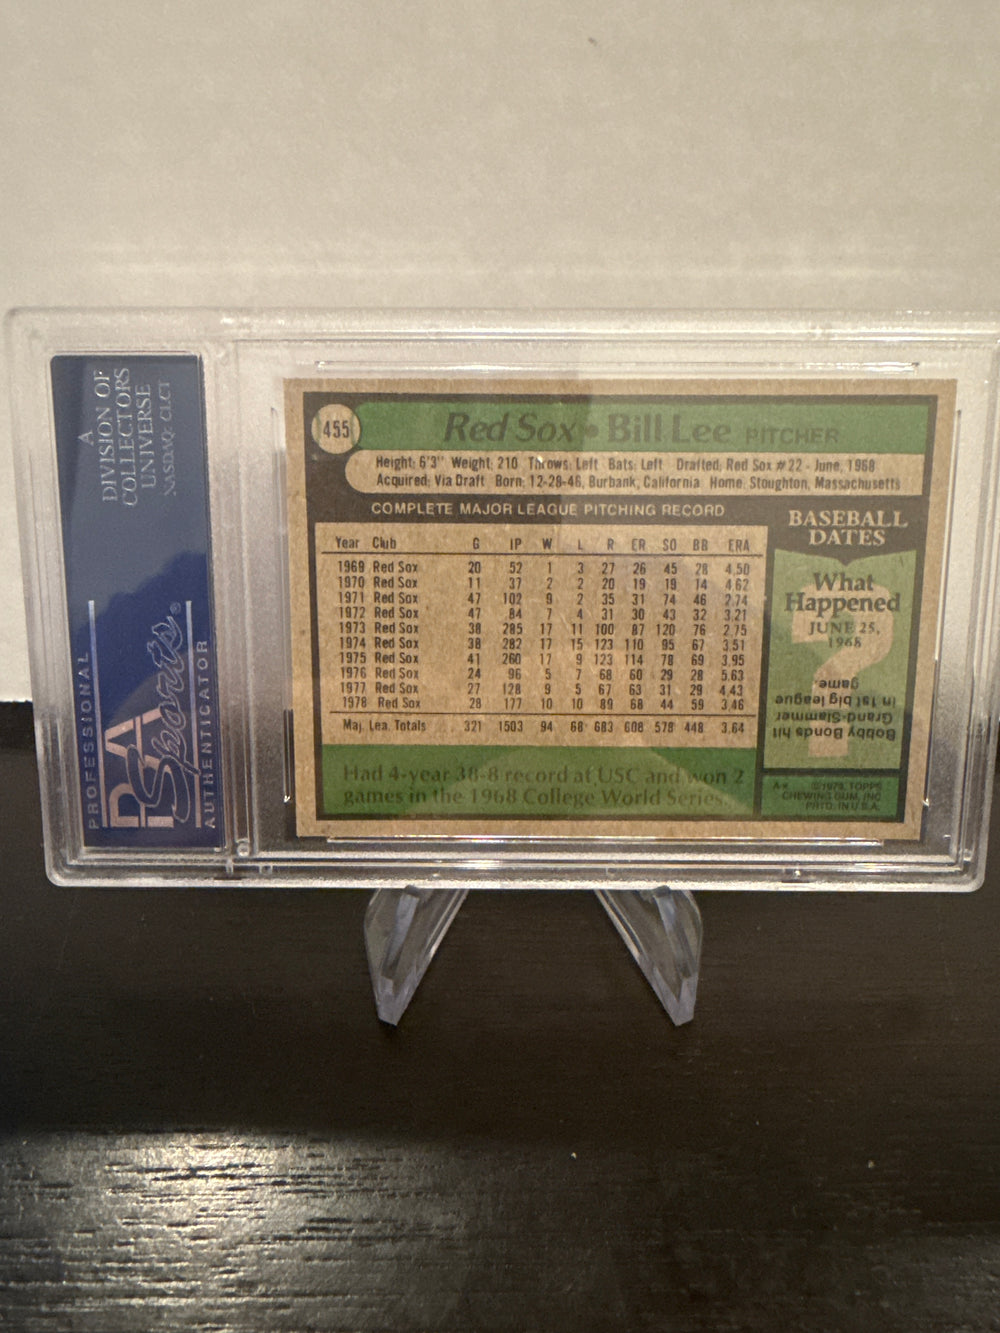 A
DIVISION OF
COLLECTORS
UNIVERSE
NASDAQ: CLCT
PROFESSIONAL
PSA
Sports®
AUTHENTICATOR
455
Red Sox • Bill Lee PITCHER
Height: 6'3" Weight: 210 Throws: Left Bats: Left Drafted: Red Sox #22 - June, 1968
Acquired: Via Draft Born: 12-28-46, Burbank, California Home: Stoughton, Massachusetts
COMPLETE MAJOR LEAGUE PITCHING RECORD
Year Club G IP W L R ER SO BB ERA
1969 Red Sox 20 52 1 3 27 26 45 28 4.50
1970 Red Sox 11 37 2 2 20 19 19 14 4.62
1971 Red Sox 47 102 9 2 35 31 74 46 2.74
1972 Red Sox 47 84 7 4 31 30 43 32 3.21
1973 Red Sox 38 285 17 11 100 87 120 76 2.75
1974 Red Sox 38 282 17 15 123 110 95 67 3.51
1975 Red Sox 41 260 17 9 123 114 78 69 3.95
1976 Red Sox 24 96 5 7 68 60 29 28 5.63
1977 Red Sox 27 128 9 5 67 63 31 29 4.43
1978 Red Sox 28 177 10 10 89 68 44 59 3.46
Maj. Lea. Totals 321 1503 94 68 683 608 578 448 3.64
Had 4-year 38-8 record at USC and won 2
games in the 1968 College World Series.
BASEBALL
DATES
What
Happened
JUNE 25,
1968
?
Bobby Bonds hit
Grand-Slammer
in 1st big league
game.
A* ©1979, TOPPS
CHEWING GUM, INC.
PRTD. IN U.S.A.